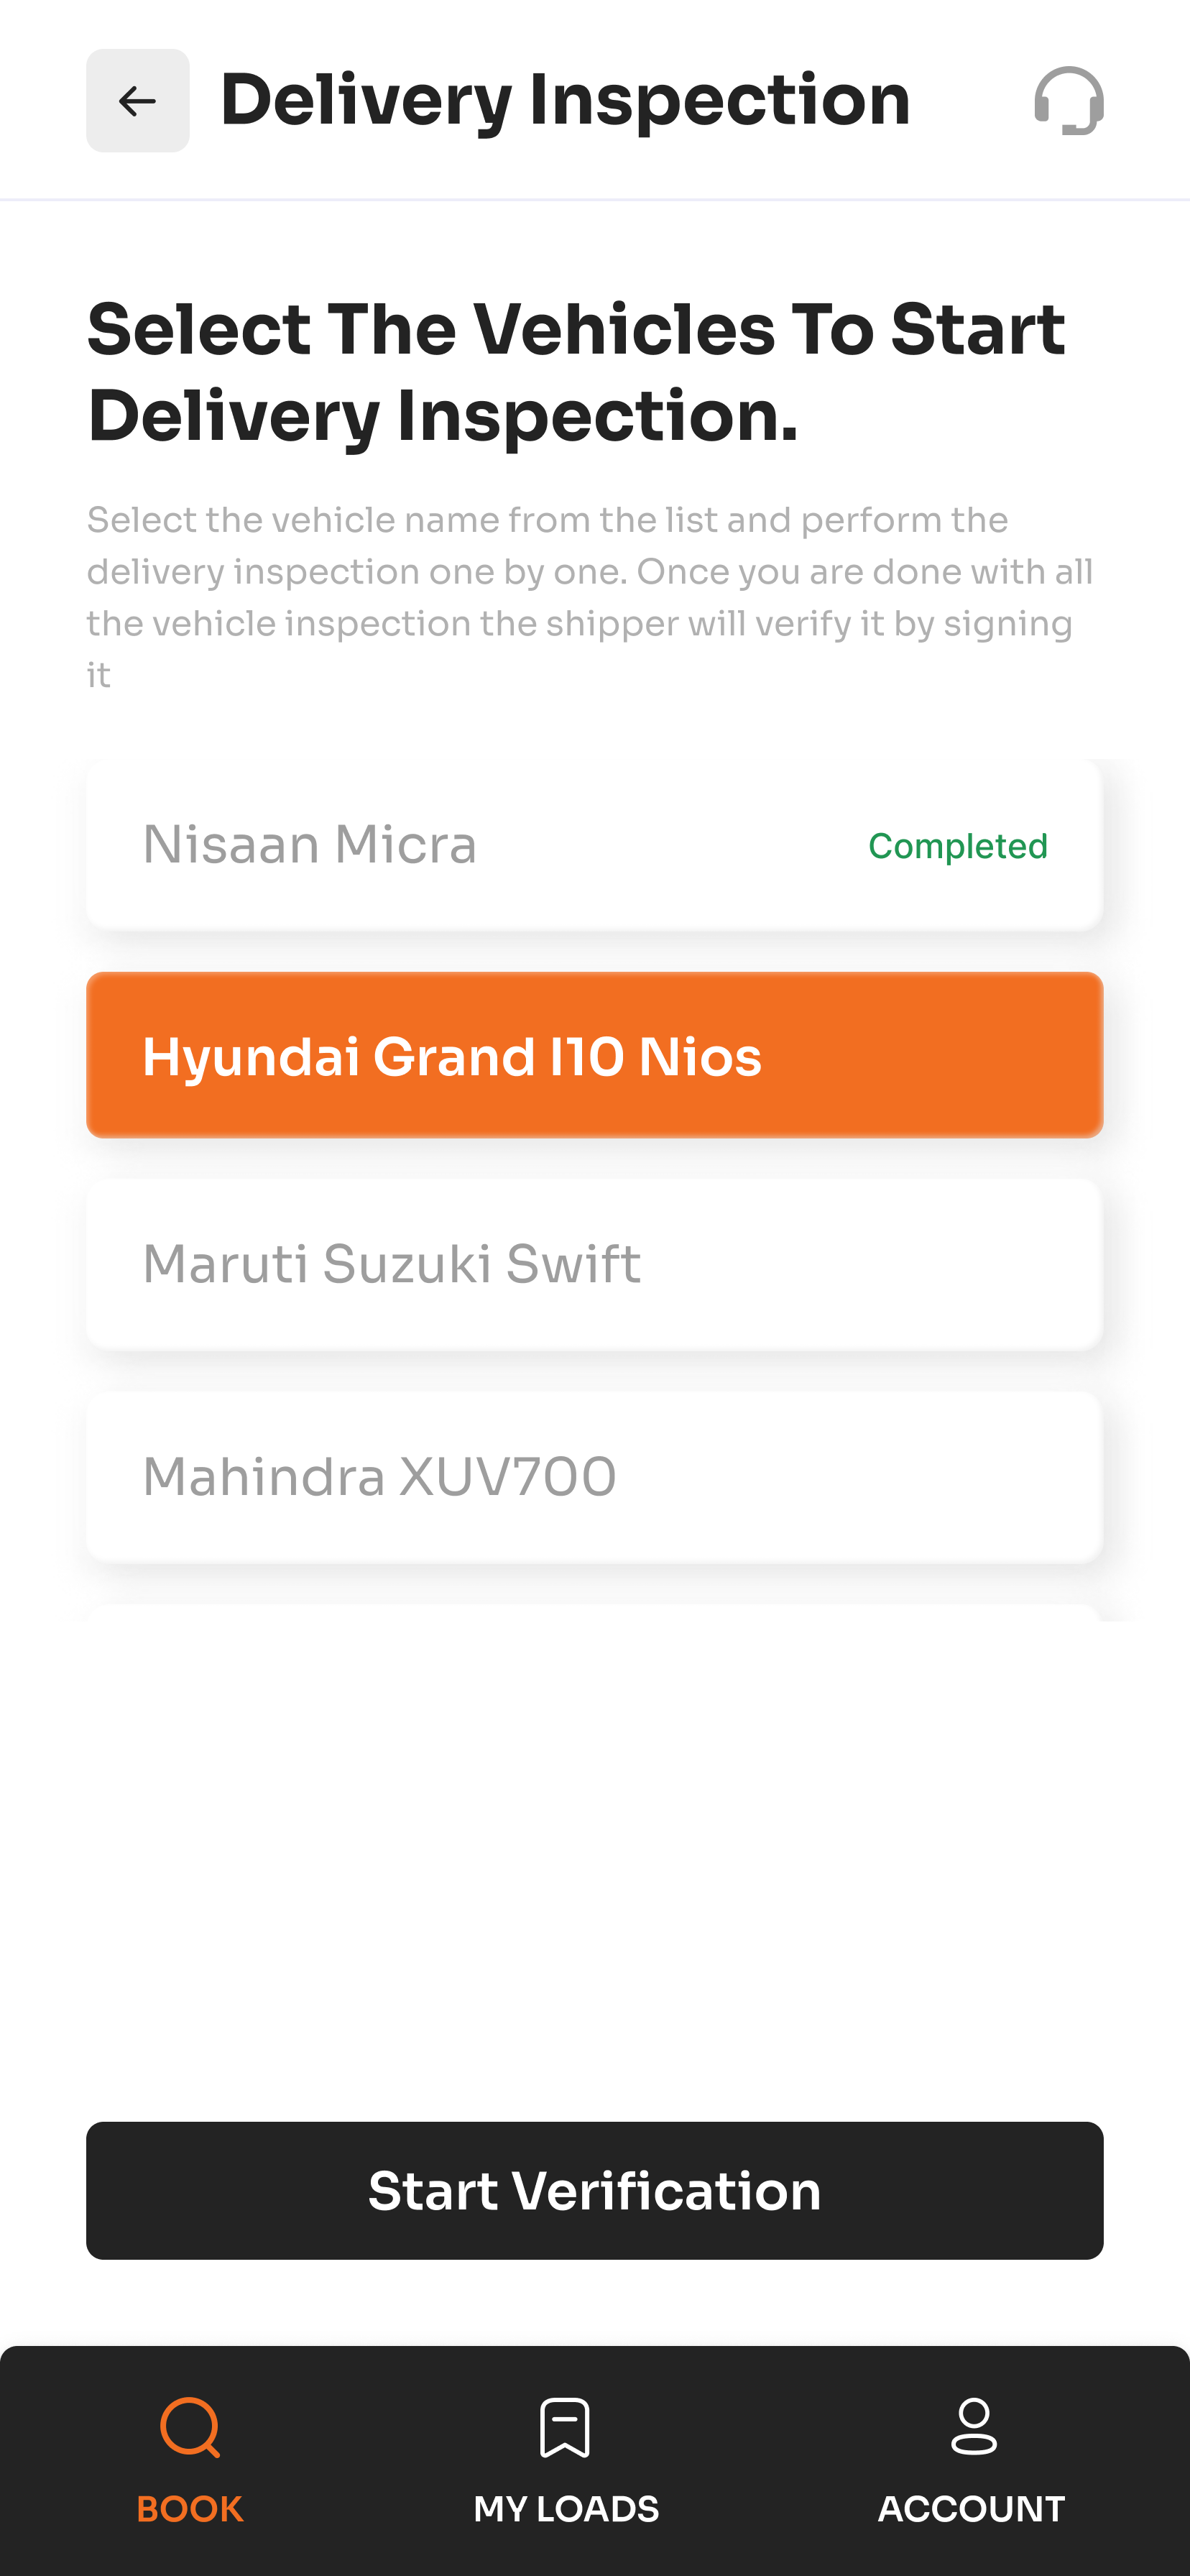 Delivery Inspection
Select The Vehicles To Start
Delivery Inspection.
Select the vehicle name from the list and perform the
delivery inspection one by one. Once you are done with all
the vehicle inspection the shipper will verify it by signing
it
Nisaan Micra
Completed
Hyundai Grand I10 Nios
Maruti Suzuki Swift
Mahindra XUV700
Start Verification
BOOK
MY LOADS
ACCOUNT